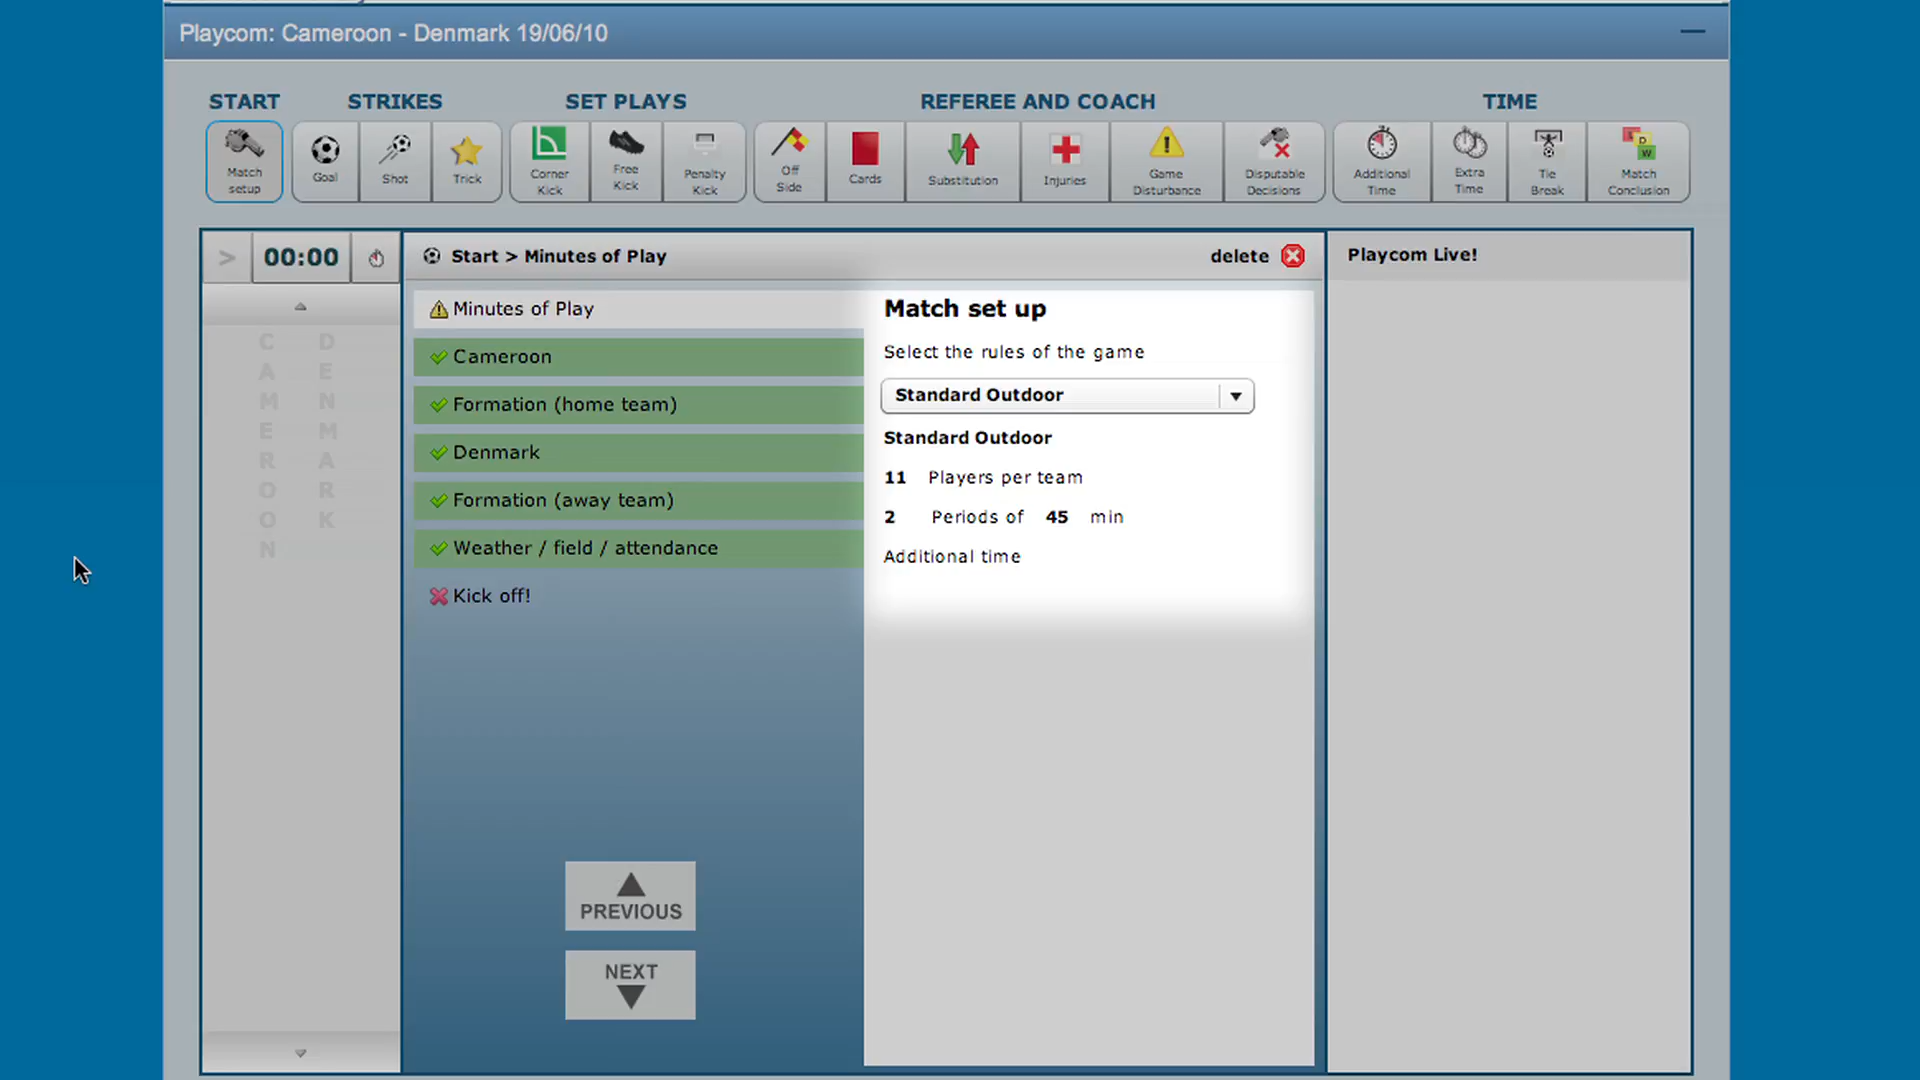 Playcom: Cameroon - Denmark 19/06/10
START
STRIKES
SET PLAYS
REFEREE AND COACH
TIME
Match setup
Goal
Shot
Trick
Corner Kick
Free Kick
Penalty Kick
Off Side
Cards
Substitution
Injuries
Game Disturbance
Disputable Decisions
Additional Time
Extra Time
Tie Break
Match Conclusion
> 00:00
CAMEROON
DENMARK
Start > Minutes of Play
delete
Minutes of Play
Cameroon
Formation (home team)
Denmark
Formation (away team)
Weather / field / attendance
Kick off!
PREVIOUS
NEXT
Match set up
Select the rules of the game
Standard Outdoor
Standard Outdoor
11 Players per team
2 Periods of 45 min
Additional time
Playcom Live!